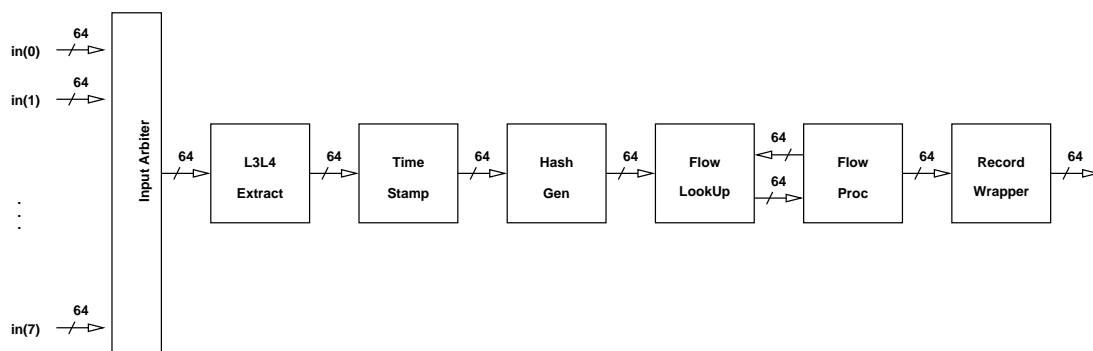 in(0)
64
in(1)
64
.
.
.
in(7)
64
Input Arbiter
64
L3L4
Extract
64
Time
Stamp
64
Hash
Gen
64
Flow
LookUp
64
64
Flow
Proc
64
Record
Wrapper
64